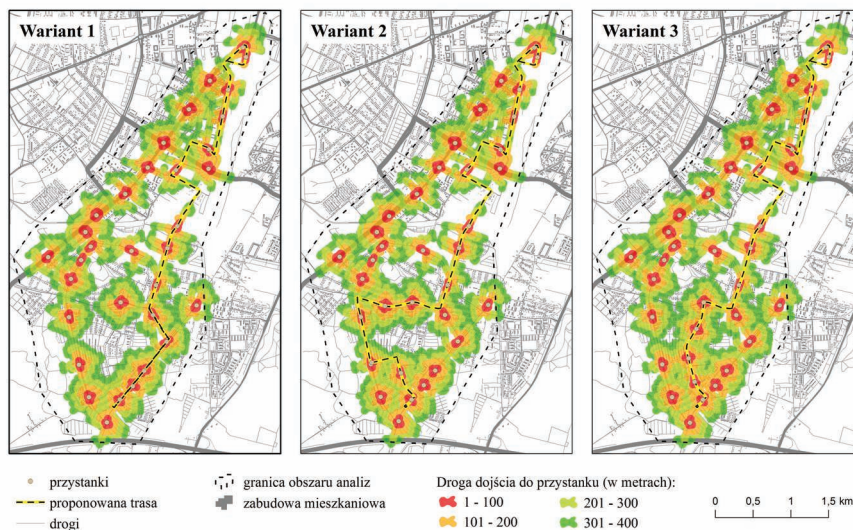 Wariant 1
Wariant 2
Wariant 3
przystanki
proponowana trasa
drogi
granica obszaru analiz
zabudowa mieszkaniowa
Droga dojścia do przystanku (w metrach):
1 - 100
101 - 200
201 - 300
301 - 400
0 0,5 1 1,5 km